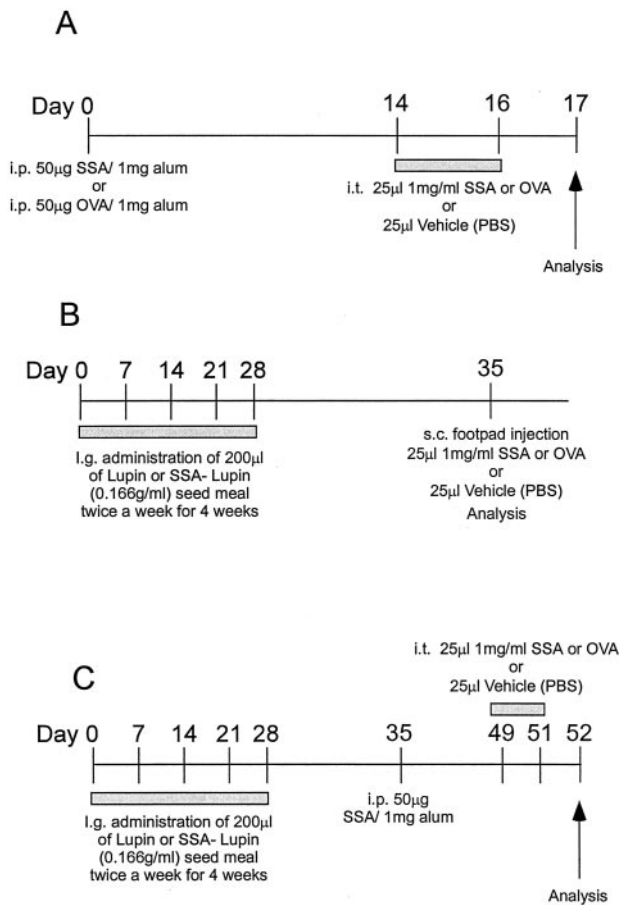 A
Day 0 14 16 17
i.p. 50µg SSA/ 1mg alum
or
i.p. 50µg OVA/ 1mg alum
i.t. 25µl 1mg/ml SSA or OVA
or
25µl Vehicle (PBS)
Analysis
B
Day 0 7 14 21 28 35
I.g. administration of 200µl
of Lupin or SSA- Lupin
(0.166g/ml) seed meal
twice a week for 4 weeks
s.c. footpad injection
25µl 1mg/ml SSA or OVA
or
25µl Vehicle (PBS)
Analysis
i.t. 25µl 1mg/ml SSA or OVA
or
25µl Vehicle (PBS)
C
Day 0 7 14 21 28 35 49 51 52
I.g. administration of 200µl
of Lupin or SSA- Lupin
(0.166g/ml) seed meal
twice a week for 4 weeks
i.p. 50µg
SSA/ 1mg alum
Analysis